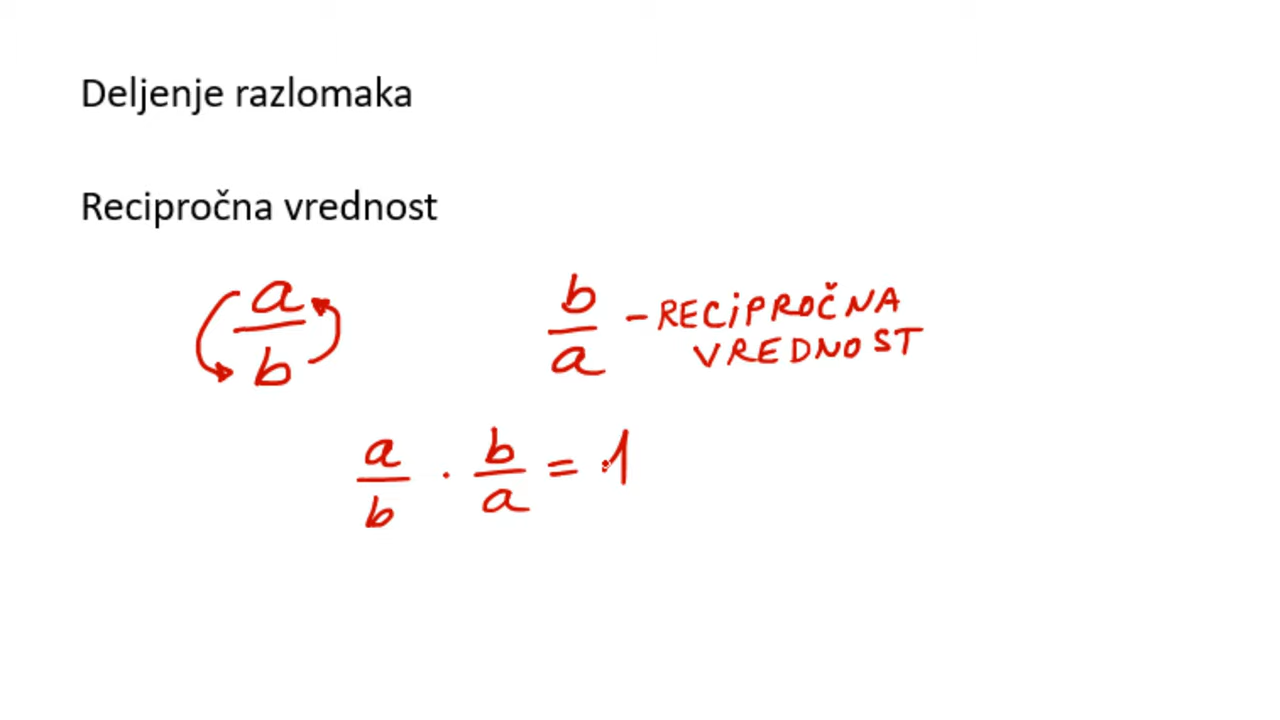 Deljenje razlomaka
Recipročna vrednost
a/b
b/a - RECiPROČNA
VREDNOST
a/b · b/a = 1